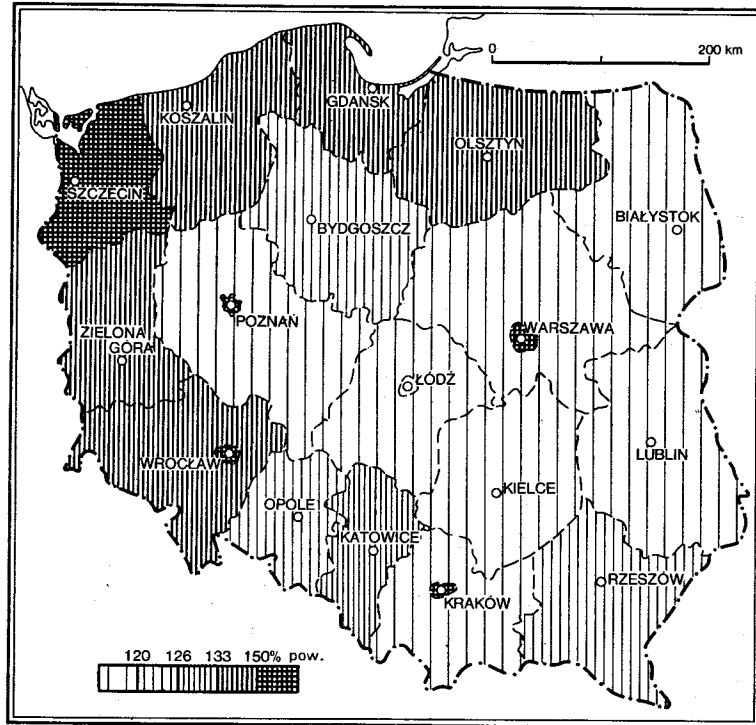 0 200 km
GDAŃSK
KOSZALIN
OLSZTYN
SZCZECIN
BIAŁYSTOK
BYDGOSZCZ
POZNAŃ
WARSZAWA
ZIELONA
GÓRA
ŁÓDŹ
LUBLIN
WROCŁAW
KIELCE
OPOLE
KATOWICE
RZESZÓW
KRAKÓW
120 126 133 150% pow.